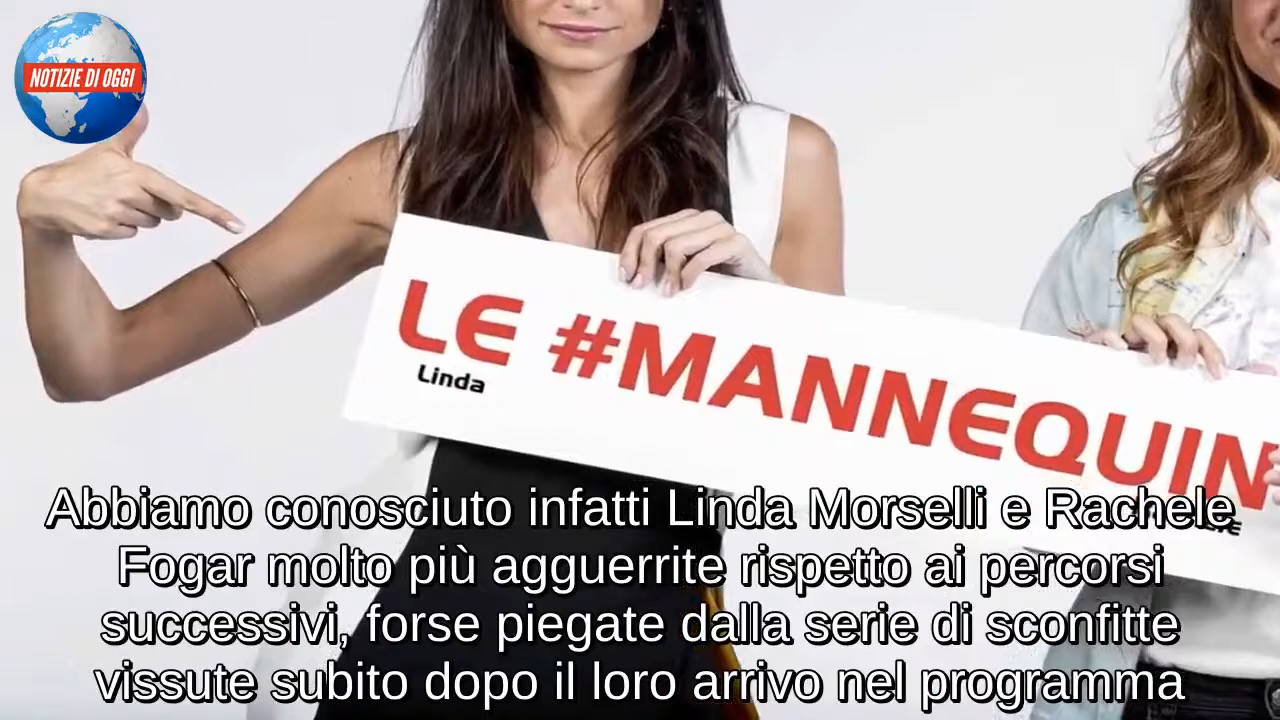 NOTIZIE DI OGGI
LE #MANNEQUIN
Linda
Abbiamo conosciuto infatti Linda Morselli e Rachele
Fogar molto più agguerrite rispetto ai percorsi
successivi, forse piegate dalla serie di sconfitte
vissute subito dopo il loro arrivo nel programma